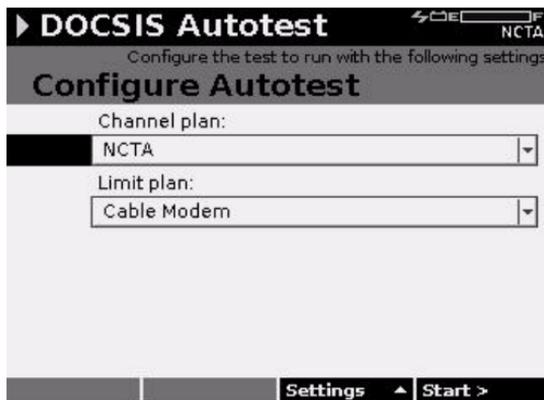 DOCSIS Autotest
E F
NCTA
Configure the test to run with the following settings
Configure Autotest
Channel plan:
NCTA
Limit plan:
Cable Modem
Settings Start >